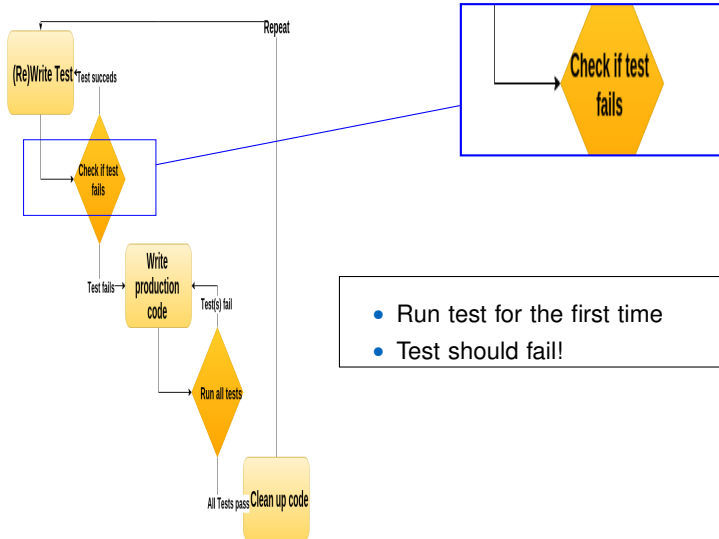 Repeat
(Re)Write Test
Test succeds
Check if test
fails
Check if test
fails
Test fails
Write
production
code
Test(s) fail
Run all tests
All Tests pass
Clean up code
• Run test for the first time
• Test should fail!